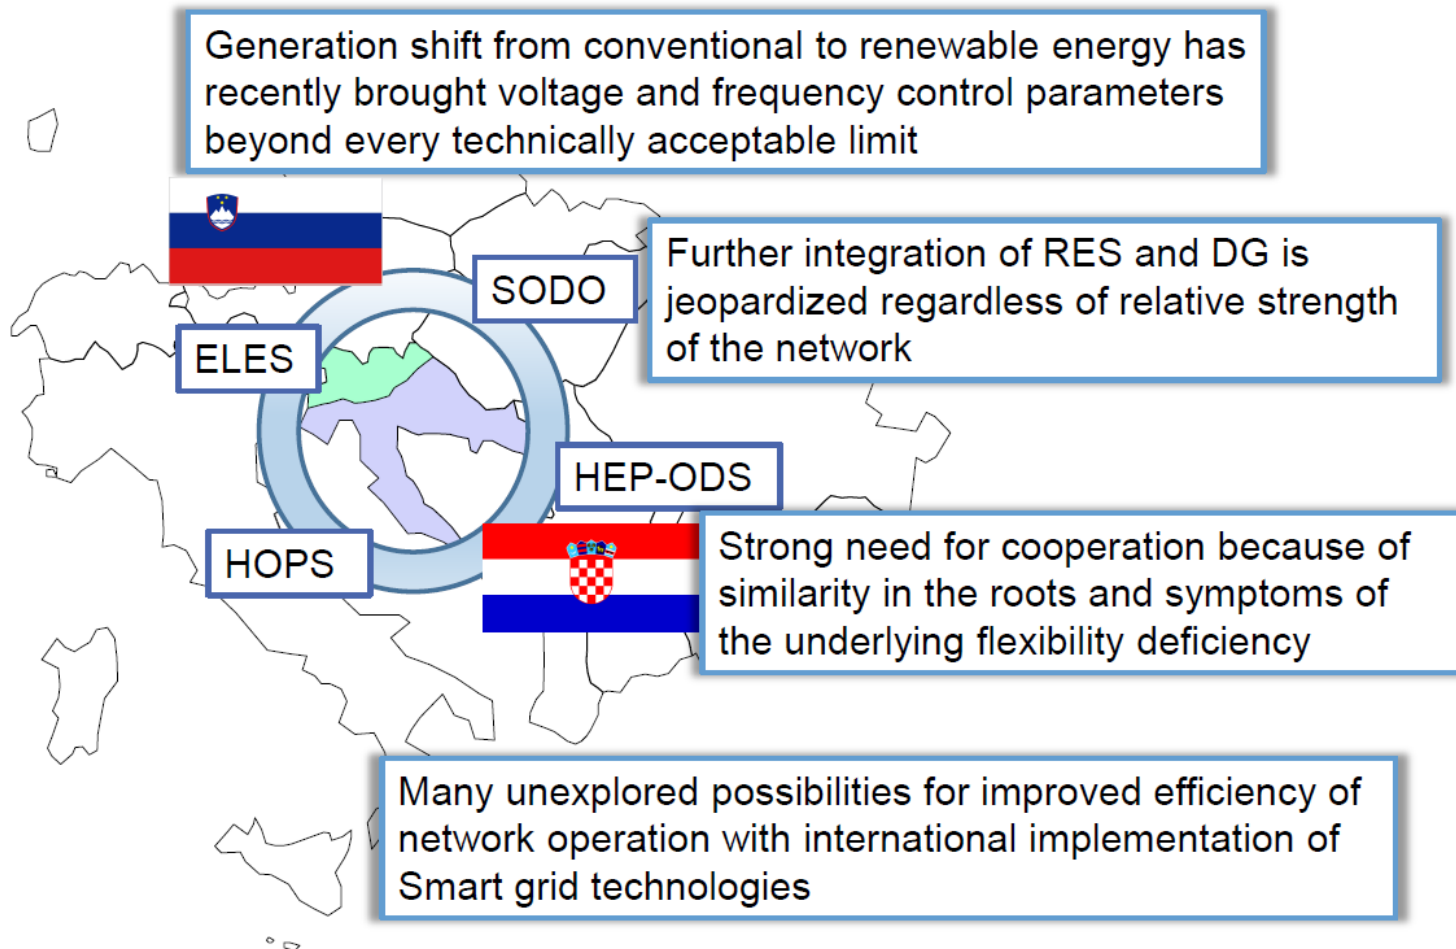 Generation shift from conventional to renewable energy has
recently brought voltage and frequency control parameters
beyond every technically acceptable limit
SODO
Further integration of RES and DG is
jeopardized regardless of relative strength
of the network
ELES
HEP-ODS
HOPS
Strong need for cooperation because of
similarity in the roots and symptoms of
the underlying flexibility deficiency
Many unexplored possibilities for improved efficiency of
network operation with international implementation of
Smart grid technologies